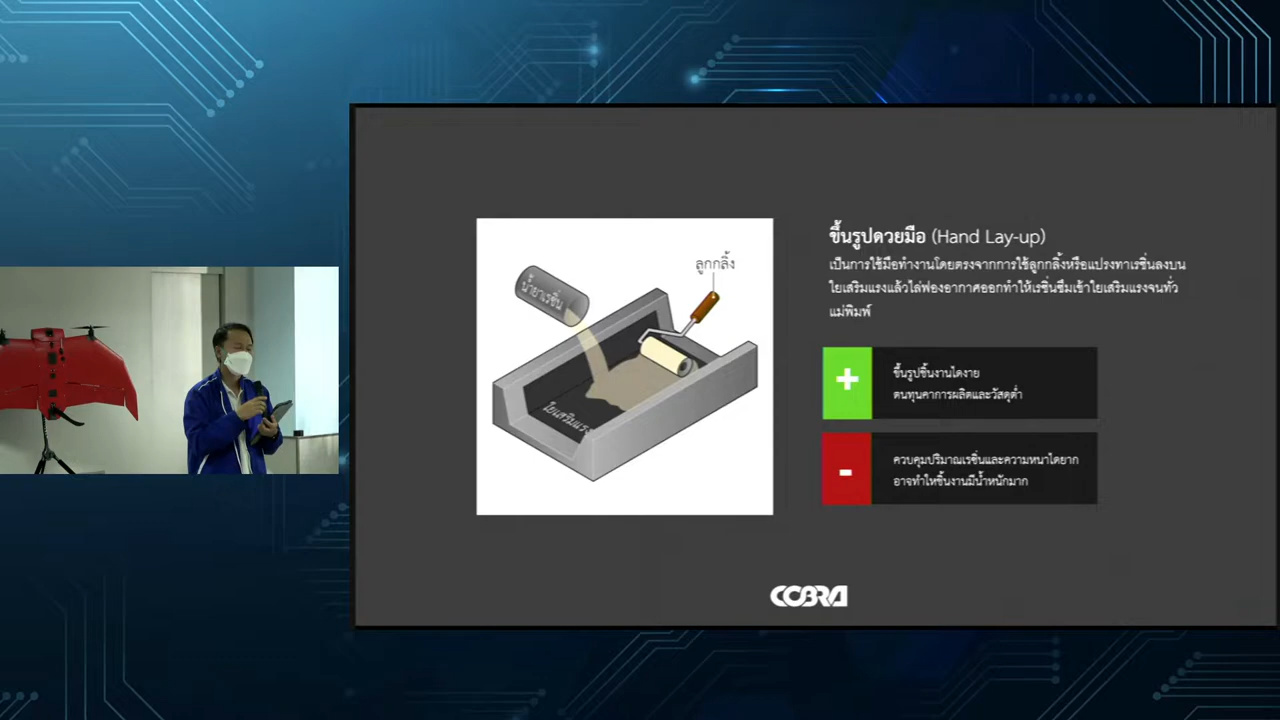 ลูกกลิ้ง
น้ำยาเรซิ่น
ใยเสริมแรง
ขึ้นรูปดวยมือ (Hand Lay-up)
เป็นการใช้มือทำงานโดยตรงจากการใช้ลูกกลิ้งหรือแปรงทาเรซิ่นลงบน
ใยเสริมแรงแล้วไล่ฟองอากาศออกทำให้เรซิ่นซึมเข้าใยเสริมแรงจนทั่ว
แม่พิมพ์
+
ขึ้นรูปชิ้นงานไดงาย
ตนทุนคาการผลิตและวัสดุต่ำ
-
ควบคุมปริมาณเรซิ่นและความหนาไดยาก
อาจทำใหชิ้นงานมีน้ำหนักมาก
COBRA